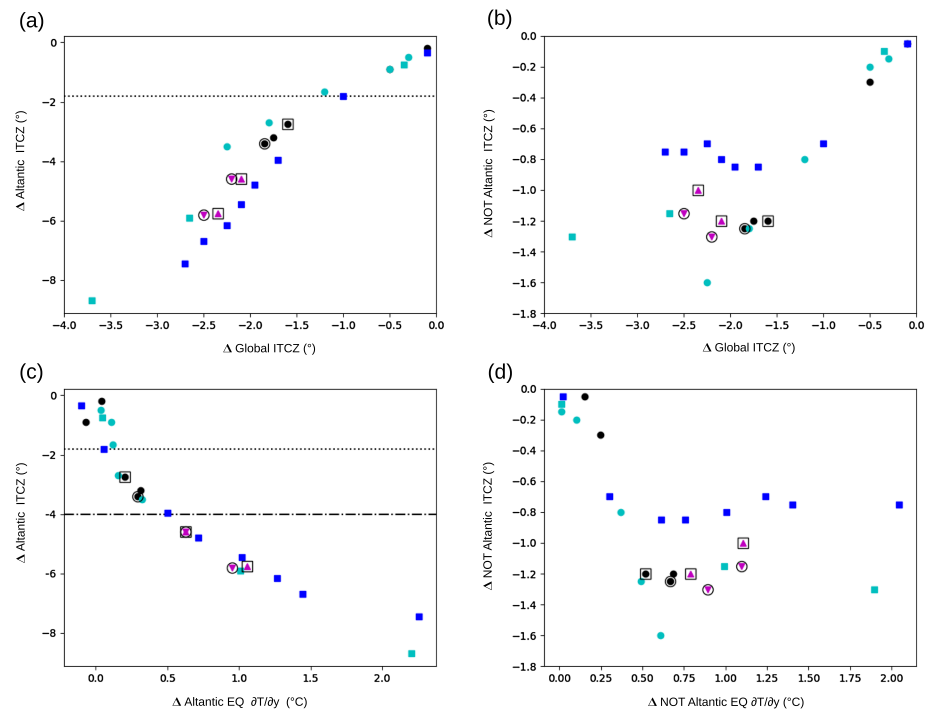 (a)
0
−2
−4
−6
−8
Δ Altantic ITCZ (°)
−4.0 −3.5 −3.0 −2.5 −2.0 −1.5 −1.0 −0.5 0.0
Δ Global ITCZ (°)
(b)
0.0
−0.2
−0.4
−0.6
−0.8
−1.0
−1.2
−1.4
−1.6
−1.8
Δ NOT Altantic ITCZ (°)
−4.0 −3.5 −3.0 −2.5 −2.0 −1.5 −1.0 −0.5 0.0
Δ Global ITCZ (°)
(c)
0
−2
−4
−6
−8
Δ Altantic ITCZ (°)
0.0 0.5 1.0 1.5 2.0
Δ Altantic EQ ∂T/∂y (°C)
(d)
0.0
−0.2
−0.4
−0.6
−0.8
−1.0
−1.2
−1.4
−1.6
−1.8
Δ NOT Altantic ITCZ (°)
0.00 0.25 0.50 0.75 1.00 1.25 1.50 1.75 2.00
Δ NOT Altantic EQ ∂T/∂y (°C)